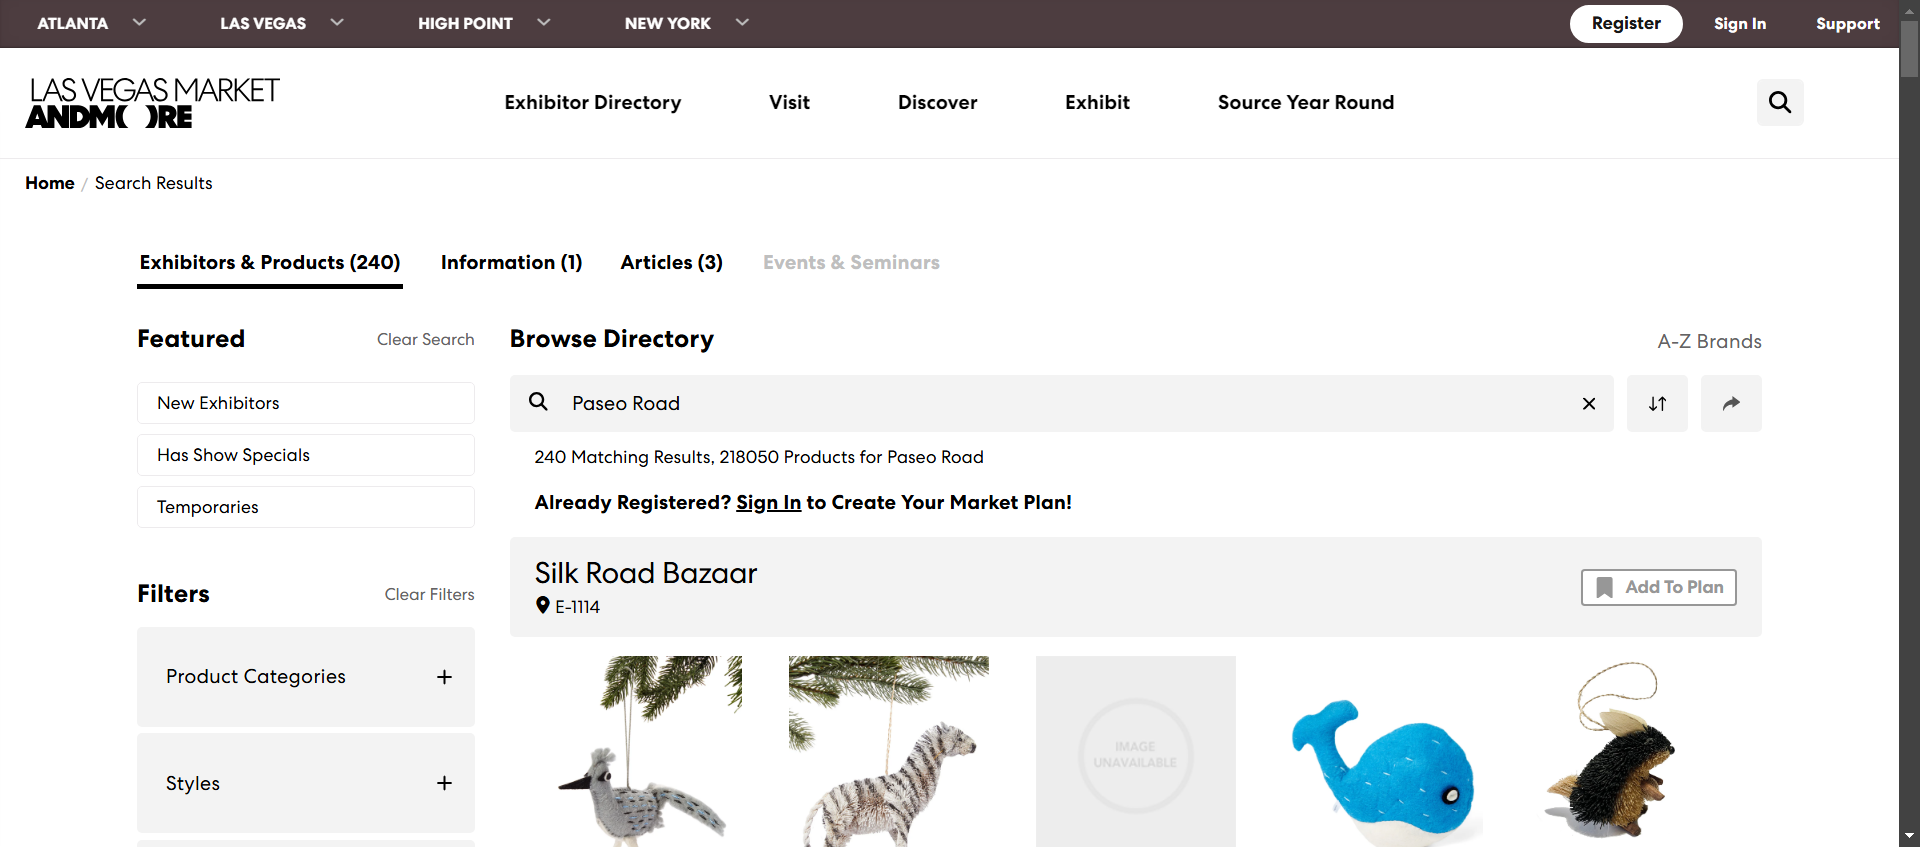 ATLANTA LAS VEGAS HIGH POINT NEW YORK Register Sign In Support
LAS VEGAS MARKET
ANDMORE
Exhibitor Directory Visit Discover Exhibit Source Year Round
Home / Search Results
Exhibitors & Products (240) Information (1) Articles (3) Events & Seminars
Featured Clear Search
New Exhibitors
Has Show Specials
Temporaries
Filters Clear Filters
Product Categories +
Styles +
Browse Directory A-Z Brands
Paseo Road
240 Matching Results, 218050 Products for Paseo Road
Already Registered? Sign In to Create Your Market Plan!
Silk Road Bazaar
E-1114
Add To Plan
IMAGE
UNAVAILABLE